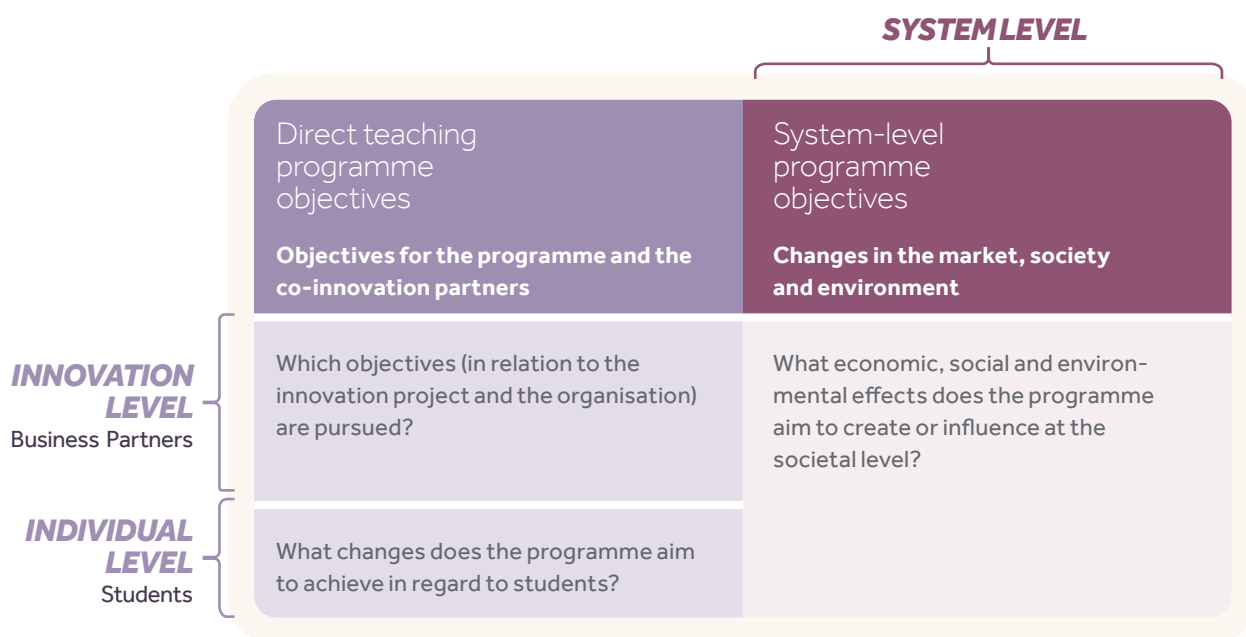 SYSTEM LEVEL
Direct teaching
programme
objectives
Objectives for the programme and the
co-innovation partners
System-level
programme
objectives
Changes in the market, society
and environment
INNOVATION
LEVEL
Business Partners
Which objectives (in relation to the
innovation project and the organisation)
are pursued?
What economic, social and environ-
mental effects does the programme
aim to create or influence at the
societal level?
INDIVIDUAL
LEVEL
Students
What changes does the programme aim
to achieve in regard to students?